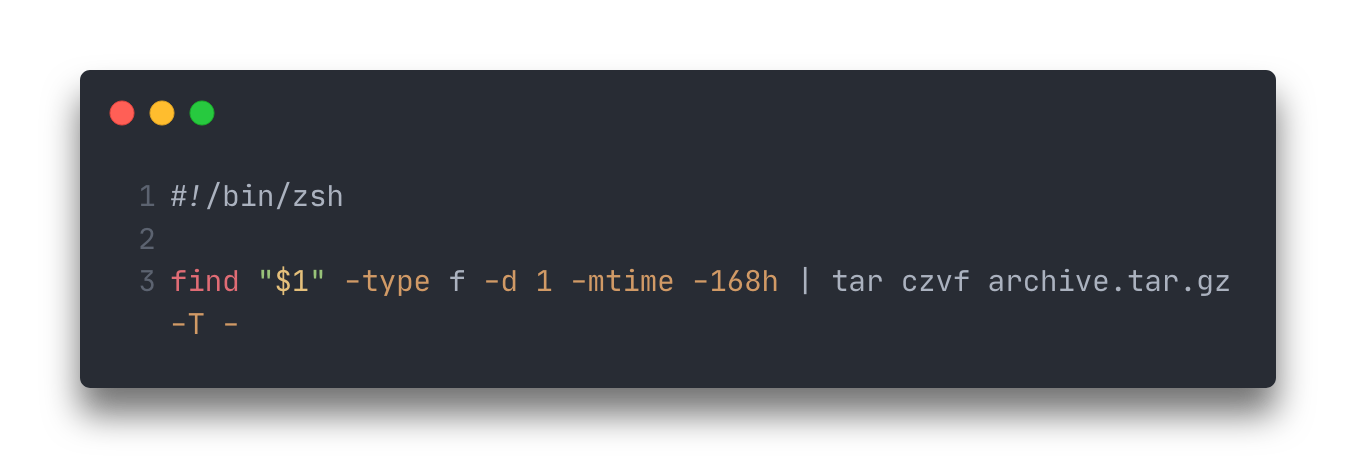 1 #!/bin/zsh
2
3 find "$1" -type f -d 1 -mtime -168h | tar czvf archive.tar.gz
-T -